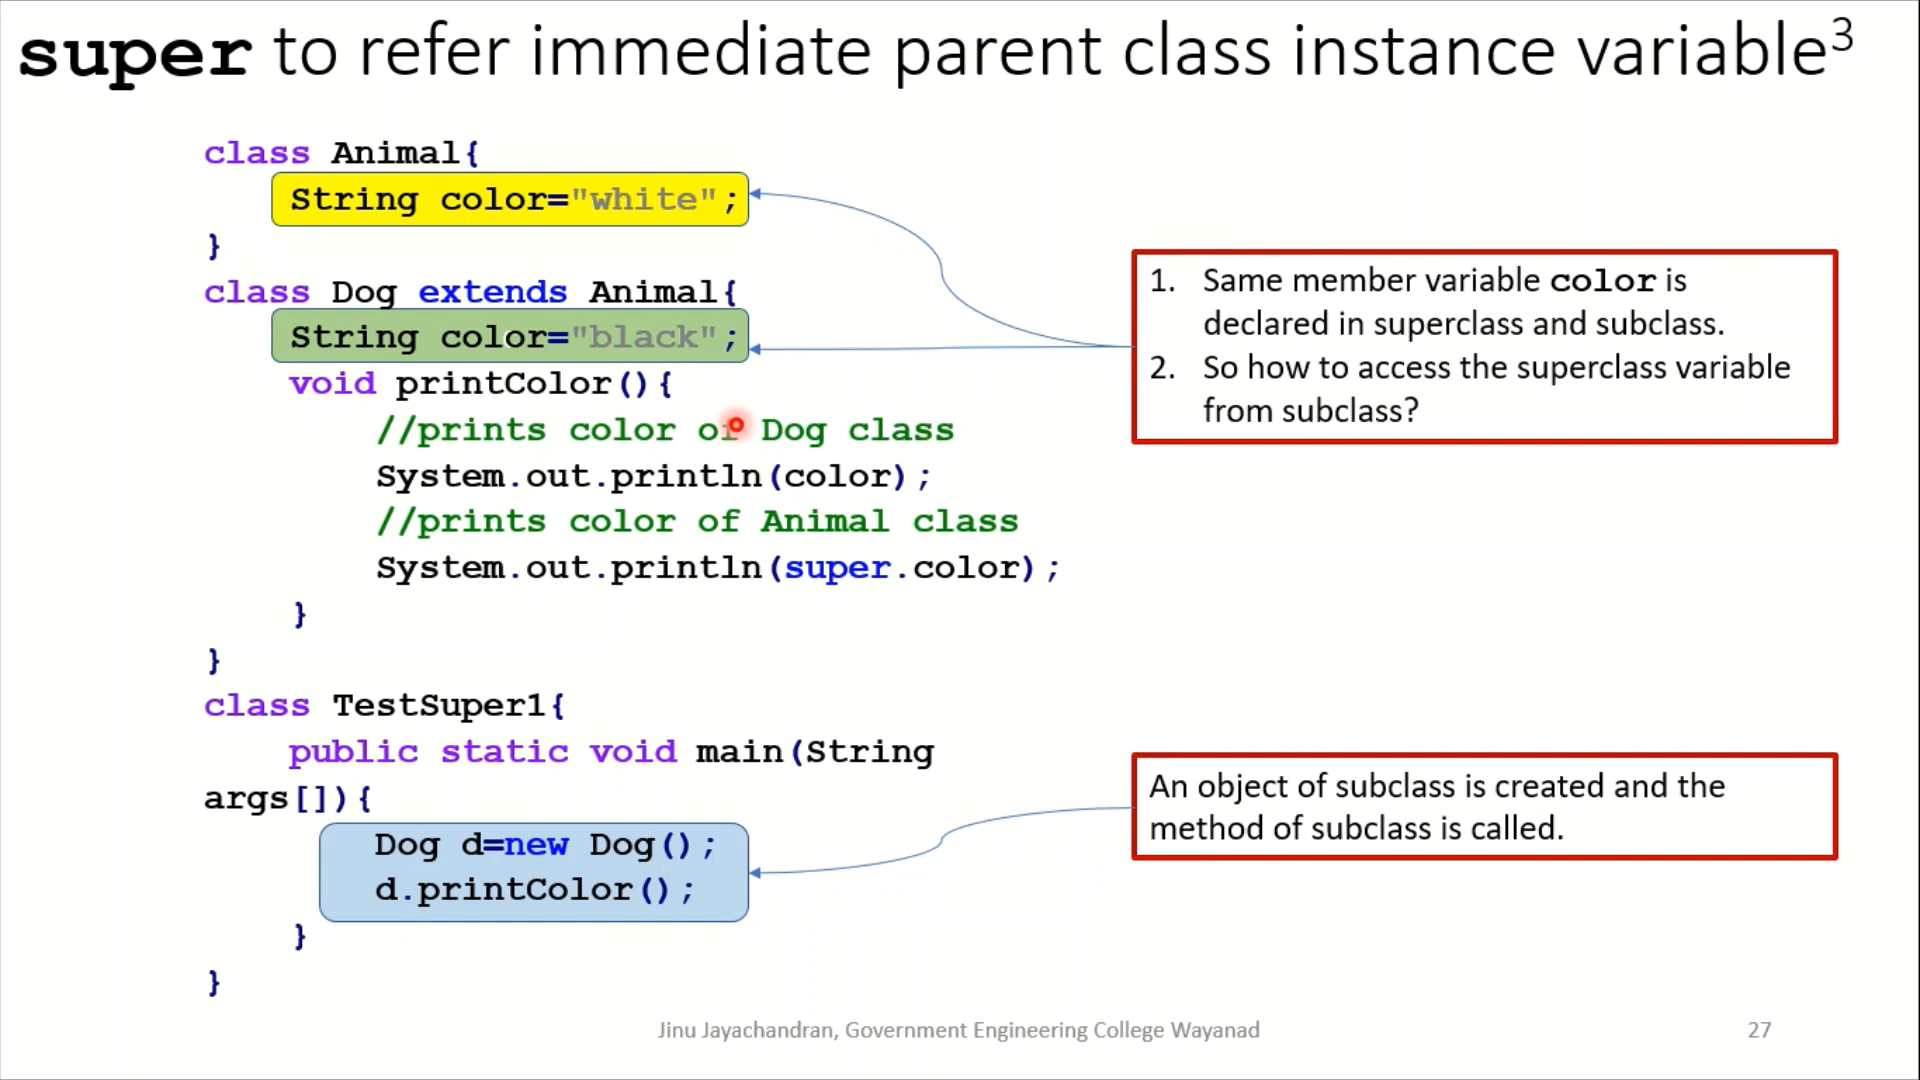 super to refer immediate parent class instance variable3
class Animal{
String color="white";
}
class Dog extends Animal{
String color="black";
void printColor(){
//prints color of Dog class
System.out.println(color);
//prints color of Animal class
System.out.println(super.color);
}
}
class TestSuper1{
public static void main(String
args[]){
Dog d=new Dog();
d.printColor();
}
}
1. Same member variable color is
declared in superclass and subclass.
2. So how to access the superclass variable
from subclass?
An object of subclass is created and the
method of subclass is called.
Jinu Jayachandran, Government Engineering College Wayanad
27